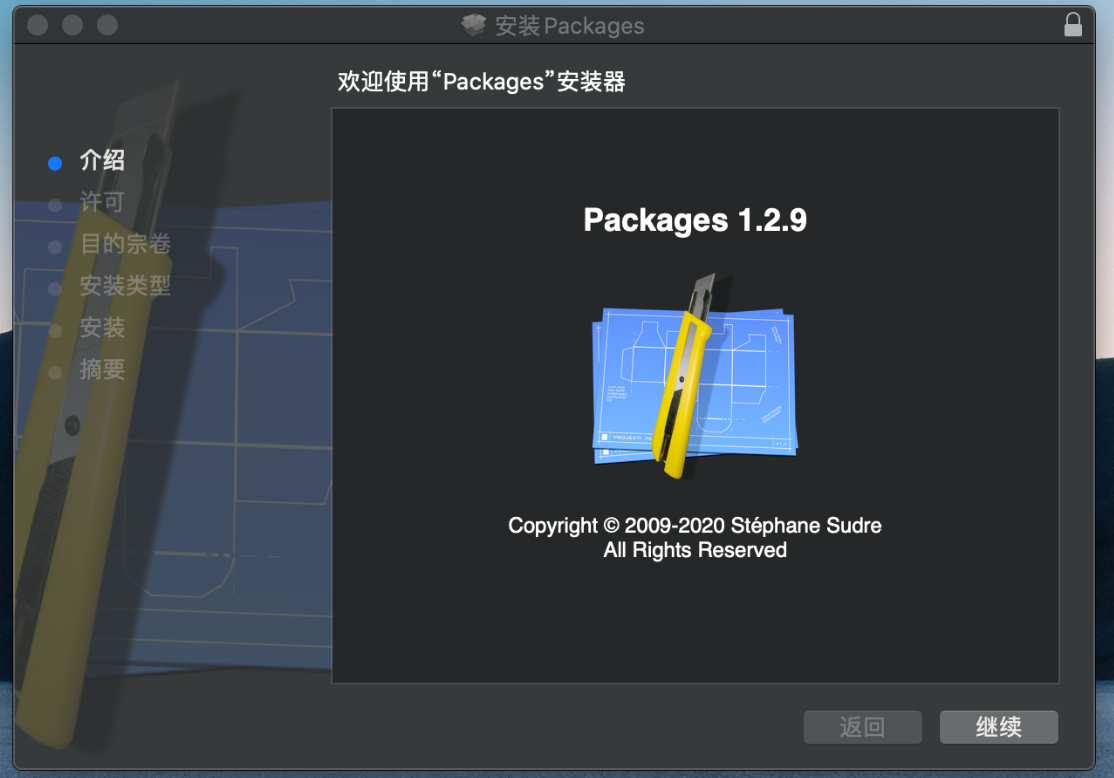 安装Packages
欢迎使用“Packages”安装器
介绍
许可
目的宗卷
安装类型
安装
摘要
Packages 1.2.9
Copyright © 2009-2020 Stéphane Sudre
All Rights Reserved
返回
继续